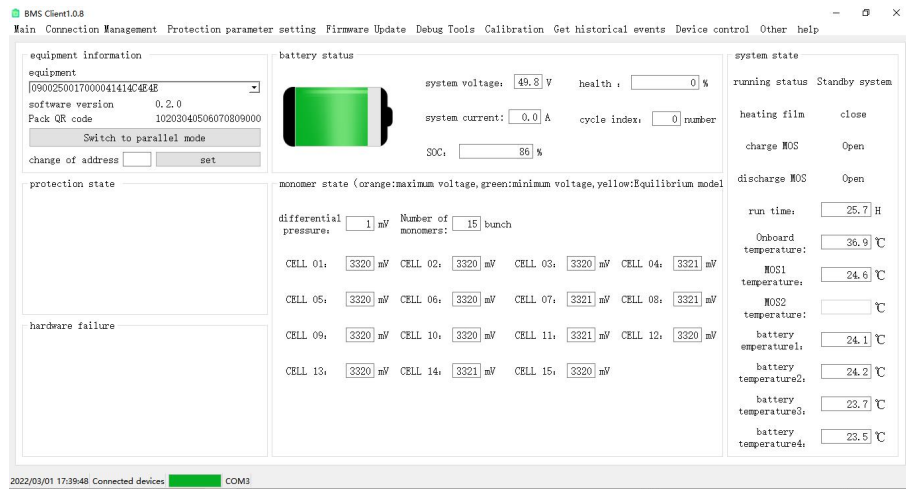 BMS Client1.0.8
Main Connection Management Protection parameter setting Firmware Update Debug Tools Calibration Get historical events Device control Other help
equipment information
equipment
0900250017000041414C4E4E
software version 0.2.0
Pack QR code 10203040506070809000
Switch to parallel mode
change of address set
battery status
system voltage: 49.8 V health : 0 %
system current: 0.0 A cycle index: 0 number
SOC: 86 %
protection state
hardware failure
monomer state (orange:maximum voltage,green:minimum voltage,yellow:Equilibrium model
differential pressure: 1 mV Number of monomers: 15 bunch
CELL 01: 3320 mV CELL 02: 3320 mV CELL 03: 3320 mV CELL 04: 3321 mV
CELL 05: 3320 mV CELL 06: 3320 mV CELL 07: 3321 mV CELL 08: 3321 mV
CELL 09: 3320 mV CELL 10: 3320 mV CELL 11: 3321 mV CELL 12: 3320 mV
CELL 13: 3320 mV CELL 14: 3321 mV CELL 15: 3320 mV
system state
running status Standby system
heating film close
charge MOS Open
discharge MOS Open
run time: 25.7 H
Onboard temperature: 36.9 ℃
MOS1 temperature: 24.6 ℃
MOS2 temperature: ℃
battery emperature1: 24.1 ℃
battery temperature2: 24.2 ℃
battery temperature3: 23.7 ℃
battery temperature4: 23.5 ℃
2022/03/01 17:39:48 Connected devices COM3